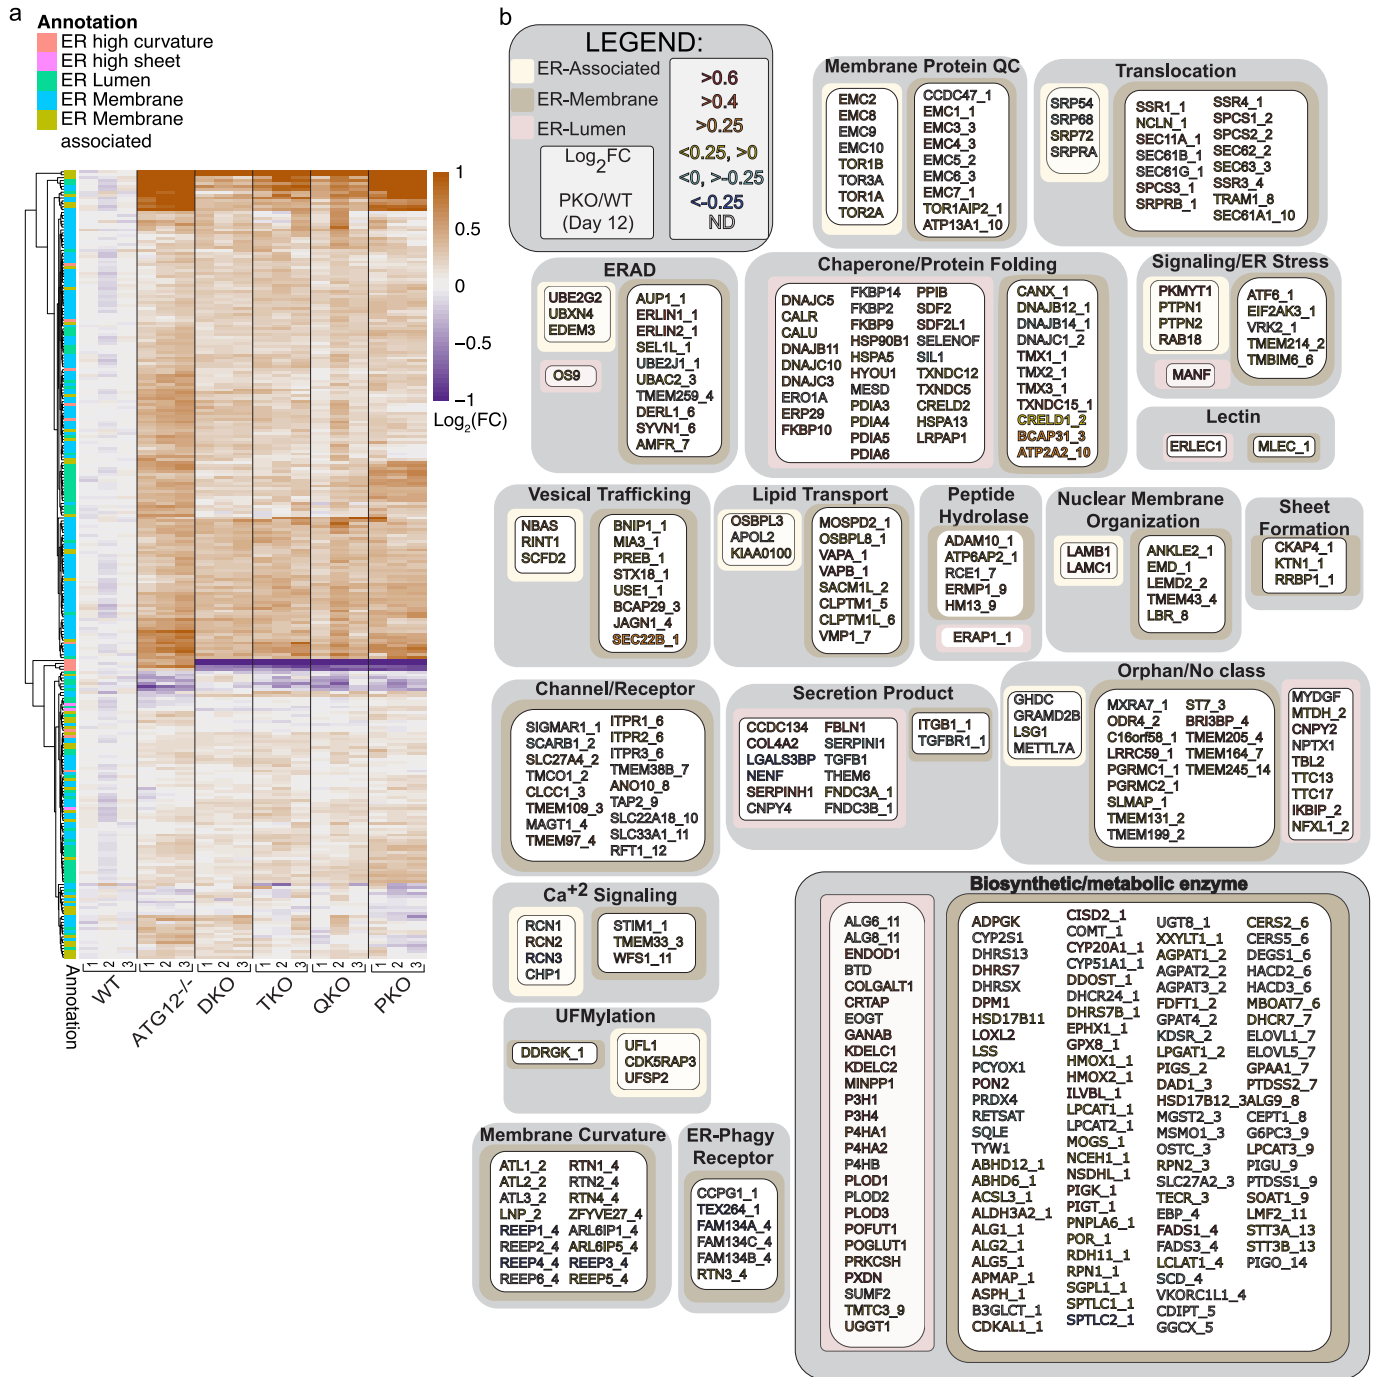 a
Annotation
ER high curvature
ER high sheet
ER Lumen
ER Membrane
ER Membrane
associated
1
0.5
0
−0.5
−1
Log2(FC)
Annotation
1 2 3
WT
1 2 3
ATG12-/-
1 2 3
DKO
1 2 3
TKO
1 2 3
QKO
1 2 3
PKO
b
LEGEND:
ER-Associated
ER-Membrane
ER-Lumen
Log2FC
PKO/WT
(Day 12)
>0.6
>0.4
>0.25
<0.25, >0
<0, >-0.25
<-0.25
ND
Membrane Protein QC
EMC2
EMC8
EMC9
EMC10
TOR1B
TOR3A
TOR1A
TOR2A
CCDC47_1
EMC1_1
EMC3_3
EMC4_3
EMC5_2
EMC6_3
EMC7_1
TOR1AIP2_1
ATP13A1_10
Translocation
SRP54
SRP68
SRP72
SRPRA
SSR1_1
NCLN_1
SEC11A_1
SEC61B_1
SEC61G_1
SPCS3_1
SRPRB_1
SSR4_1
SPCS1_2
SPCS2_2
SEC62_2
SEC63_3
SSR3_4
TRAM1_8
SEC61A1_10
ERAD
UBE2G2
UBXN4
EDEM3
OS9
AUP1_1
ERLIN1_1
ERLIN2_1
SEL1L_1
UBE2J1_1
UBAC2_3
TMEM259_4
DERL1_6
SYVN1_6
AMFR_7
Chaperone/Protein Folding
DNAJC5
CALR
CALU
DNAJB11
DNAJC10
DNAJC3
ERO1A
ERP29
FKBP10
FKBP14
FKBP2
FKBP9
HSP90B1
HSPA5
HYOU1
MESD
PDIA3
PDIA4
PDIA5
PDIA6
PPIB
SDF2
SDF2L1
SELENOF
SIL1
TXNDC12
TXNDC5
CRELD2
HSPA13
LRPAP1
CANX_1
DNAJB12_1
DNAJB14_1
DNAJC1_2
TMX1_1
TMX2_1
TMX3_1
TXNDC15_1
CRELD1_2
BCAP31_3
ATP2A2_10
Signaling/ER Stress
PKMYT1
PTPN1
PTPN2
RAB18
MANF
ATF6_1
EIF2AK3_1
VRK2_1
TMEM214_2
TMBIM6_6
Lectin
ERLEC1
MLEC_1
Vesical Trafficking
NBAS
RINT1
SCFD2
BNIP1_1
MIA3_1
PREB_1
STX18_1
USE1_1
BCAP29_3
JAGN1_4
SEC22B_1
Lipid Transport
OSBPL3
APOL2
KIAA0100
MOSPD2_1
OSBPL8_1
VAPA_1
VAPB_1
SACM1L_2
CLPTM1_5
CLPTM1L_6
VMP1_7
Peptide
Hydrolase
ADAM10_1
ATP6AP2_1
RCE1_7
ERMP1_9
HM13_9
ERAP1_1
Nuclear Membrane
Organization
LAMB1
LAMC1
ANKLE2_1
EMD_1
LEMD2_2
TMEM43_4
LBR_8
Sheet
Formation
CKAP4_1
KTN1_1
RRBP1_1
Channel/Receptor
SIGMAR1_1
SCARB1_2
SLC27A4_2
TMCO1_2
CLCC1_3
TMEM109_3
MAGT1_4
TMEM97_4
ITPR1_6
ITPR2_6
ITPR3_6
TMEM38B_7
ANO10_8
TAP2_9
SLC22A18_10
SLC33A1_11
RFT1_12
Secretion Product
CCDC134
COL4A2
LGALS3BP
NENF
SERPINH1
CNPY4
FBLN1
SERPINI1
TGFB1
THEM6
FNDC3A_1
FNDC3B_1
ITGB1_1
TGFBR1_1
Orphan/No class
GHDC
GRAMD2B
LSG1
METTL7A
MXRA7_1
ODR4_2
C16orf58_1
LRRC59_1
PGRMC1_1
PGRMC2_1
SLMAP_1
TMEM131_2
TMEM199_2
ST7_3
BRI3BP_4
TMEM205_4
TMEM164_7
TMEM245_14
MYDGF
MTDH_2
CNPY2
NPTX1
TBL2
TTC13
TTC17
IKBIP_2
NFXL1_2
Ca+2 Signaling
RCN1
RCN2
RCN3
CHP1
STIM1_1
TMEM33_3
WFS1_11
UFMylation
DDRGK_1
UFL1
CDK5RAP3
UFSP2
Membrane Curvature
ATL1_2
ATL2_2
ATL3_2
LNP_2
REEP1_4
REEP2_4
REEP4_4
REEP6_4
RTN1_4
RTN2_4
RTN4_4
ZFYVE27_4
ARL6IP1_4
ARL6IP5_4
REEP3_4
REEP5_4
ER-Phagy
Receptor
CCPG1_1
TEX264_1
FAM134A_4
FAM134C_4
FAM134B_4
RTN3_4
Biosynthetic/metabolic enzyme
ALG6_11
ALG8_11
ENDOD1
BTD
COLGALT1
CRTAP
EOGT
GANAB
KDELC1
KDELC2
MINPP1
P3H1
P3H4
P4HA1
P4HA2
P4HB
PLOD1
PLOD2
PLOD3
POFUT1
POGLUT1
PRKCSH
PXDN
SUMF2
TMTC3_9
UGGT1
ADPGK
CYP2S1
DHRS13
DHRS7
DHRSX
DPM1
HSD17B11
LOXL2
LSS
PCYOX1
PON2
PRDX4
RETSAT
SQLE
TYW1
ABHD12_1
ABHD6_1
ACSL3_1
ALDH3A2_1
ALG1_1
ALG2_1
ALG5_1
APMAP_1
ASPH_1
B3GLCT_1
CDKAL1_1
CISD2_1
COMT_1
CYP20A1_1
CYP51A1_1
DDOST_1
DHCR24_1
DHRS7B_1
EPHX1_1
GPX8_1
HMOX1_1
HMOX2_1
ILVBL_1
LPCAT1_1
LPCAT2_1
MOGS_1
NCEH1_1
NSDHL_1
PIGK_1
PIGT_1
PNPLA6_1
POR_1
RDH11_1
RPN1_1
SGPL1_1
SPTLC1_1
SPTLC2_1
UGT8_1
XXYLT1_1
AGPAT1_2
AGPAT2_2
AGPAT3_2
FDFT1_2
GPAT4_2
KDSR_2
LPGAT1_2
PIGS_2
DAD1_3
HSD17B12_3
MGST2_3
MSMO1_3
OSTC_3
RPN2_3
SLC27A2_3
TECR_3
EBP_4
FADS1_4
FADS3_4
LCLAT1_4
SCD_4
VKORC1L1_4
CDIPT_5
GGCX_5
CERS2_6
CERS5_6
DEGS1_6
HACD2_6
HACD3_6
MBOAT7_6
DHCR7_7
ELOVL1_7
ELOVL5_7
GPAA1_7
PTDSS2_7
ALG9_8
CEPT1_8
G6PC3_9
LPCAT3_9
PIGU_9
PTDSS1_9
SOAT1_9
LMF2_11
STT3A_13
STT3B_13
PIGO_14